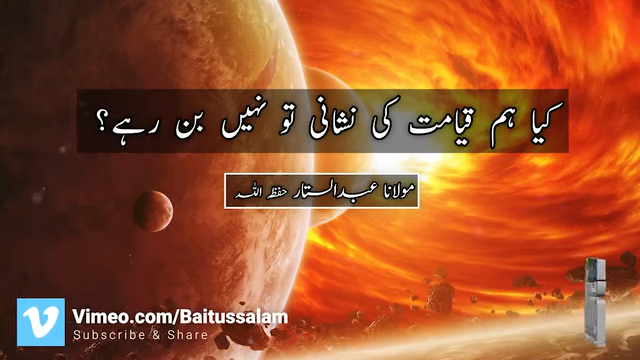 کیا ہم قیامت کی نشانی تو نہیں بن رہے؟
مولانا عبدالستار حفظہ اللہ
Vimeo.com/Baitussalam
Subscribe & Share